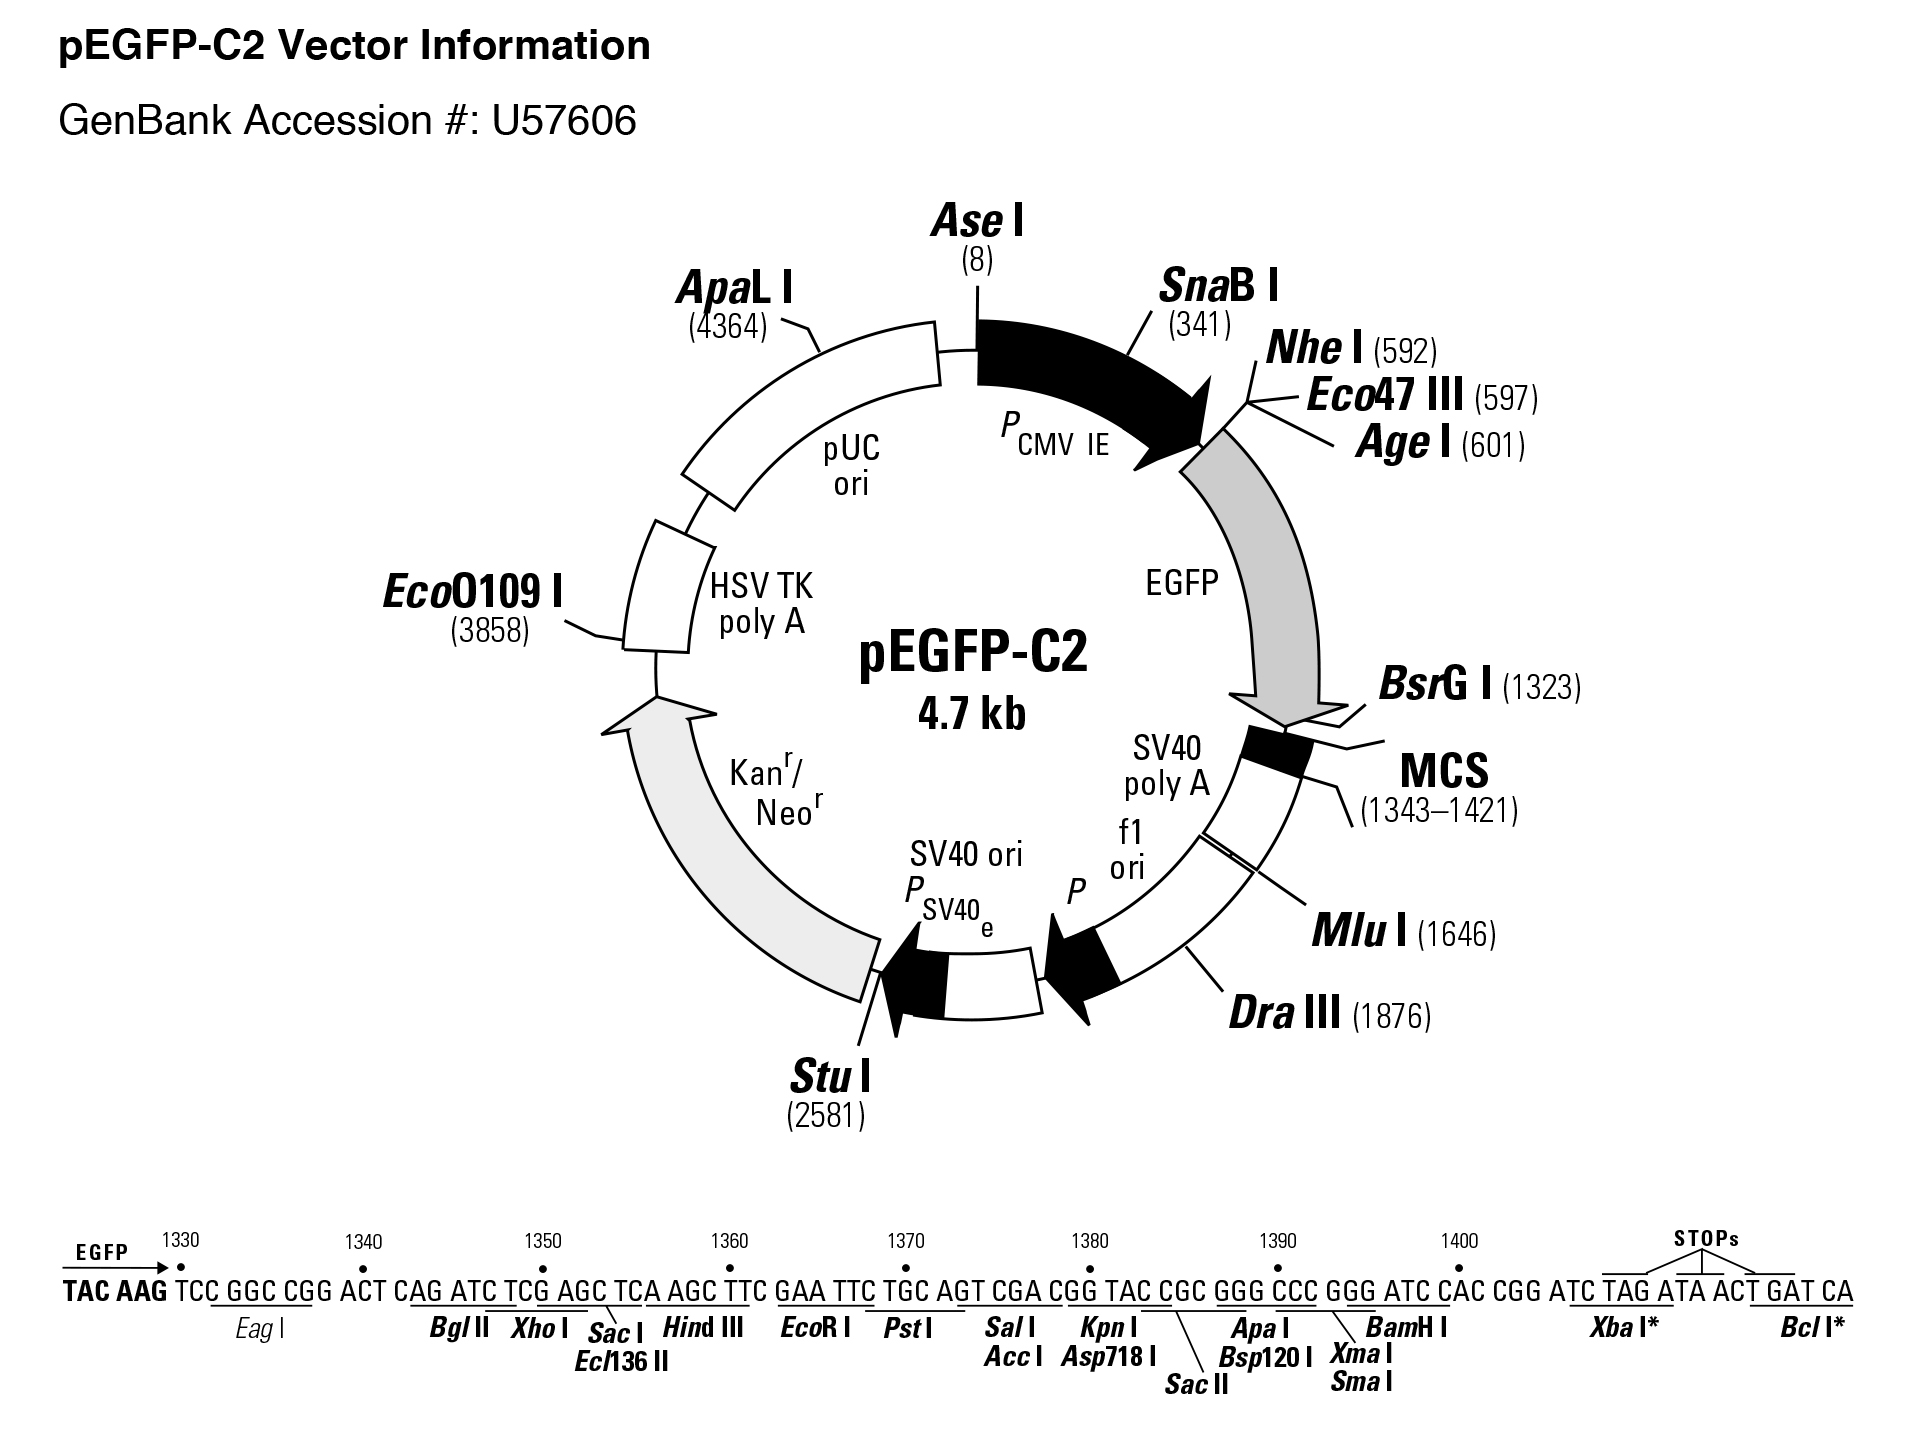 pEGFP-C2 Vector Information
GenBank Accession #: U57606
Ase I
(8)
ApaL I
(4364)
SnaB I
(341)
Nhe I (592)
Eco47 III (597)
Age I (601)
PCMV IE
pUC
ori
EcoO109 I
(3858)
HSV TK
poly A
EGFP
pEGFP-C2
4.7 kb
BsrG I (1323)
SV40
poly A
MCS
(1343–1421)
Kanr/
Neor
f1
ori
SV40 ori
PSV40e
P
Mlu I (1646)
Dra III (1876)
Stu I
(2581)
EGFP 1330 1340 1350 1360 1370 1380 1390 1400 STOPs
TAC AAG TCC GGC CGG ACT CAG ATC TCG AGC TCA AGC TTC GAA TTC TGC AGT CGA CGG TAC CGC GGG CCC GGG ATC CAC CGG ATC TAG ATA ACT GAT CA
Eag I Bgl II Xho I Sac I Hind III EcoR I Pst I Sal I Kpn I Apa I BamH I Xba I* Bcl I*
Ecl136 II Acc I Asp718 I Bsp120 I Xma I
Sac II Sma I